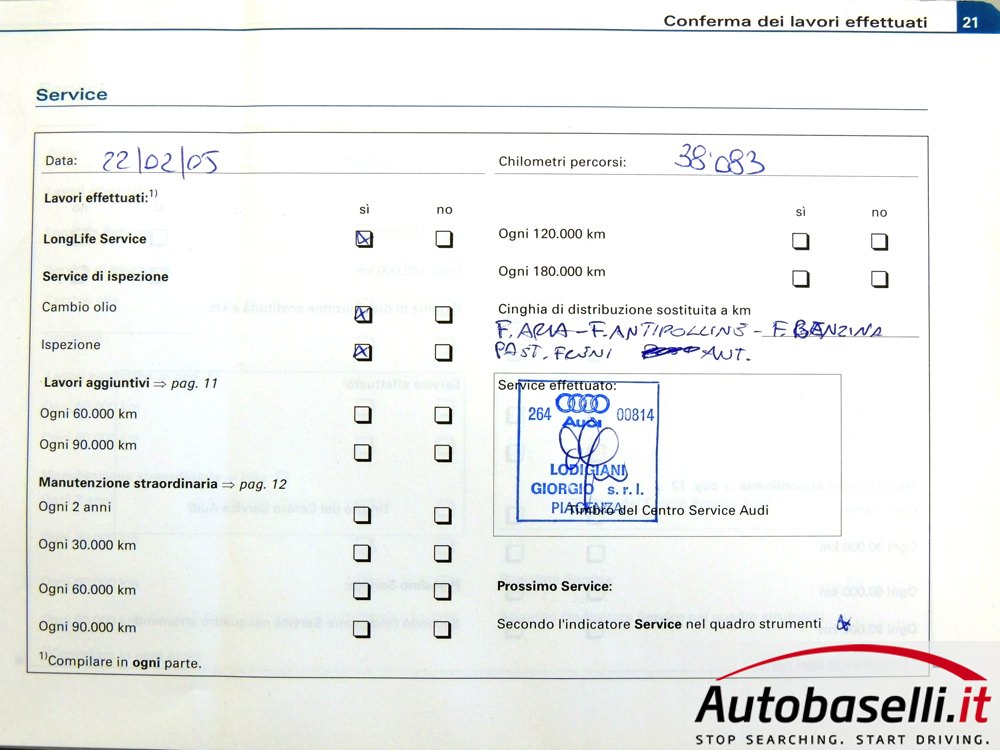 Conferma dei lavori effettuati 21
Service
Data: 22/02/05
Chilometri percorsi: 38'083
Lavori effettuati:1)
sì no
LongLife Service
Service di ispezione
Cambio olio
Ispezione
Lavori aggiuntivi ⇒ pag. 11
Ogni 60.000 km
Ogni 90.000 km
Manutenzione straordinaria ⇒ pag. 12
Ogni 2 anni
Ogni 30.000 km
Ogni 60.000 km
Ogni 90.000 km
1)Compilare in ogni parte.
sì no
Ogni 120.000 km
Ogni 180.000 km
Cinghia di distribuzione sostituita a km
F. ARIA - F. ANTIPOLLINE - F. BENZINA
PAST. FRENI ANT.
Service effettuato:
264 00814
Audi
LODIGIANI
GIORGIO s.r.l.
PIACENZA
Timbro del Centro Service Audi
Prossimo Service:
Secondo l'indicatore Service nel quadro strumenti
Autobaselli.it
STOP SEARCHING. START DRIVING.